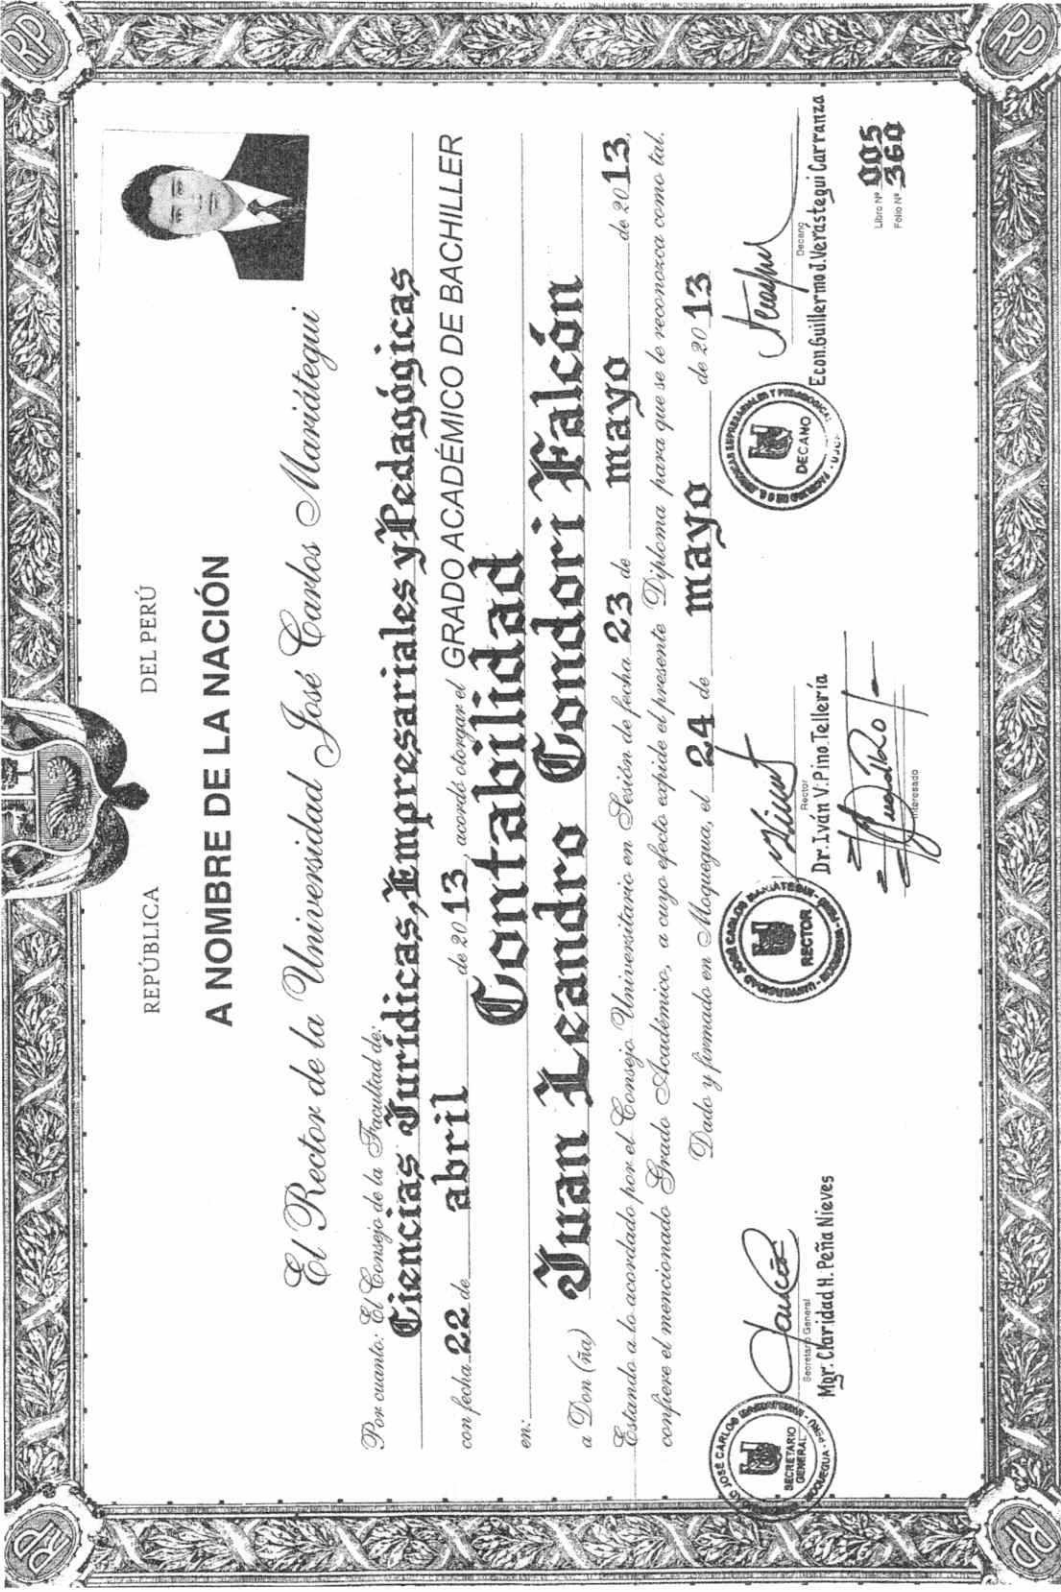 REPÚBLICA DEL PERÚ
A NOMBRE DE LA NACIÓN
El Rector de la Universidad José Carlos Mariátegui
Por cuanto: El Consejo de la Facultad de:
Ciencias Jurídicas, Empresariales y Pedagógicas
con fecha 22 de abril de 2013, acordó otorgar el GRADO ACADÉMICO DE BACHILLER
en: Contabilidad
a Don (ña) Juan Leandro Condori Falcón
Estando a lo acordado por el Consejo Universitario en Sesión de fecha 23 de mayo de 2013,
confiere el mencionado Grado Académico, a cuyo efecto expide el presente Diploma para que se le reconozca como tal.
Dado y firmado en Moquegua, el 24 de mayo de 2013
SECRETARIO
GENERAL
Secretario General
Mgr. Claridad H. Peña Nieves
RECTOR
Rector
Dr. Iván V. Pino Tellería
Interesado
DECANO
Decano
Econ. Guillermo J. Verastegui Carranza
Libro Nº 005
Folio Nº 360
RP
RP
RP
RP